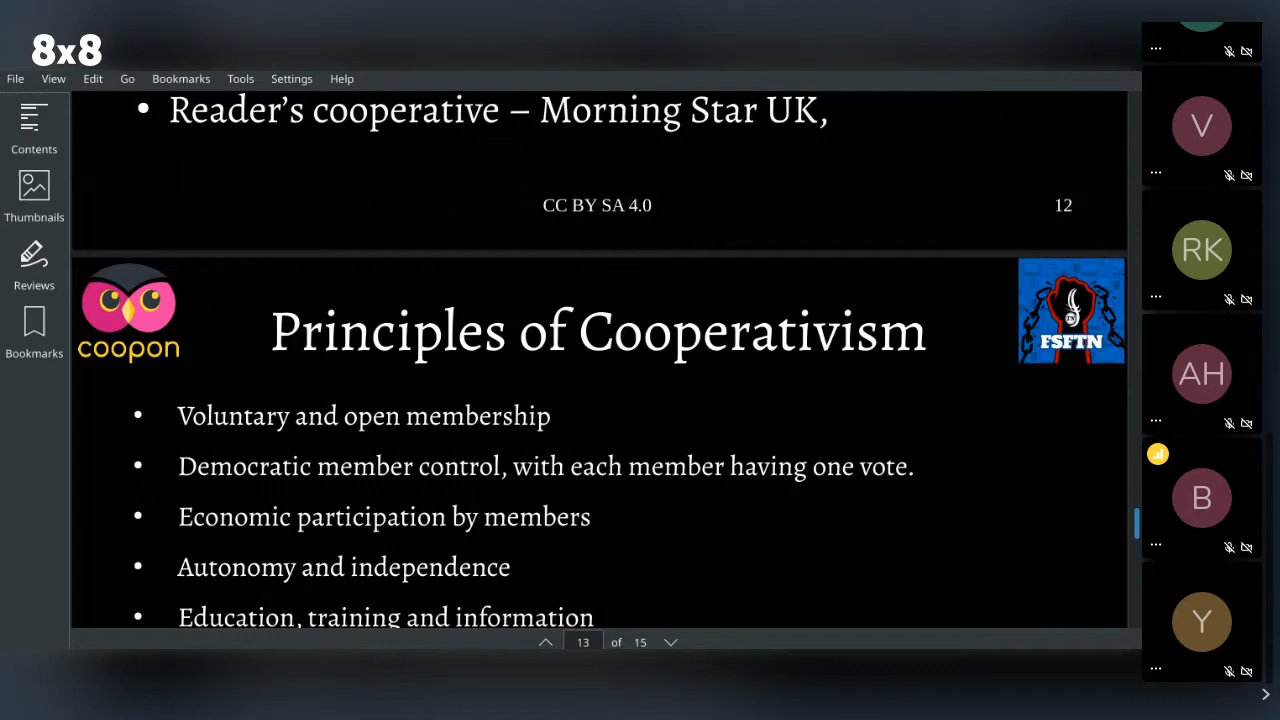 8x8
File View Edit Go Bookmarks Tools Settings Help
Contents
Thumbnails
Reviews
Bookmarks
• Reader’s cooperative – Morning Star UK,
CC BY SA 4.0 12
coopon
Principles of Cooperativism
TN
FSFTN
• Voluntary and open membership
• Democratic member control, with each member having one vote.
• Economic participation by members
• Autonomy and independence
• Education, training and information
13 of 15
V
RK
AH
B
Y